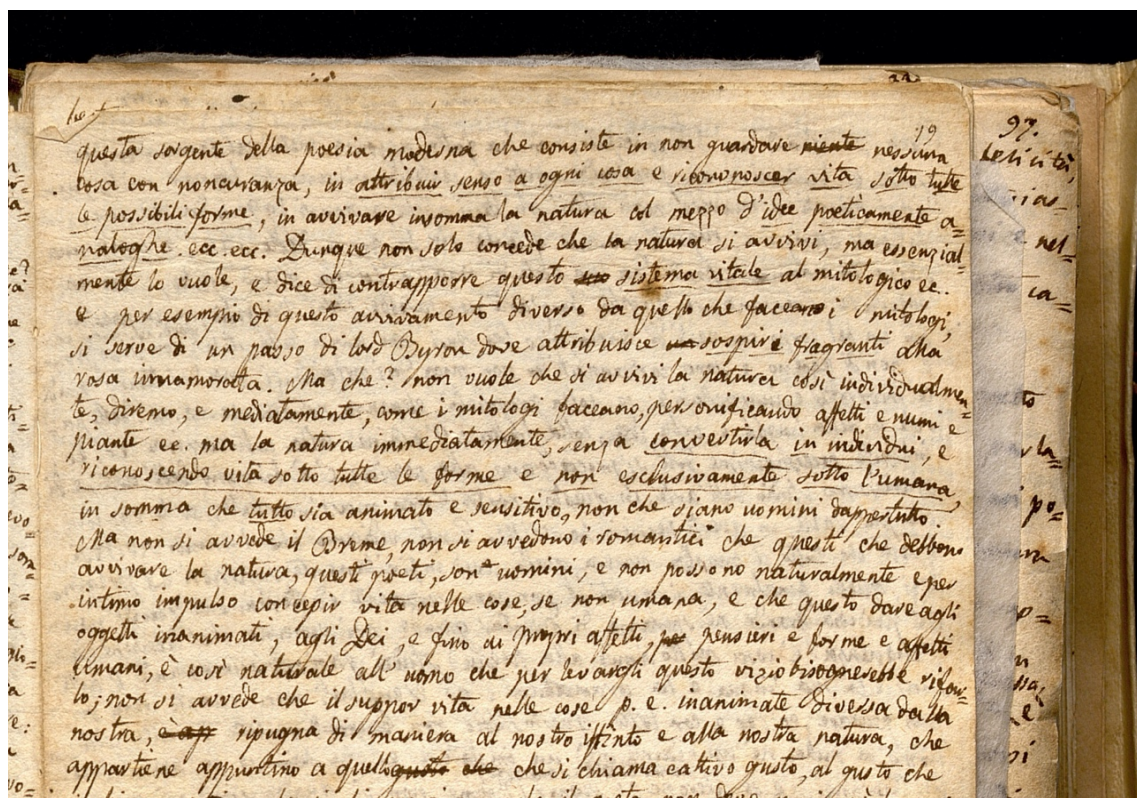 19
questa sorgente della poesia moderna che consiste in non guardare niente nessuna
cosa con noncuranza, in attribuir senso a ogni cosa e riconoscer vita sotto tutte
le possibili forme, in avvivare insomma la natura col mezzo d'idee poeticamente a=
naloghe ecc. ecc. Dunque non solo concede che la natura si avvivi, ma essenzial=
mente lo vuole, e dice di contrapporre questo sistema vitale al mitologico ec.
e per esempio di questo avvivamento diverso da quello che faceano i mitologi,
si serve di un passo di lord Byron dove attribuisce sospiri fragranti alla
rosa innamorata. Ma che? non vuole che si avvivi la natura così individualmen=
te, diremo, e mediatamente, come i mitologi faceano, personificando affetti e numi e
piante ec. ma la natura immediatamente, senza convertirla in individui, e
riconoscendo vita sotto tutte le forme e non esclusivamente sotto l'umana,
in somma che tutto sia animato e sensitivo, non che siano uomini dappertutto.
Ma non si avvede il Breme, non si avvedono i romantici che questi che debbono
avvivare la natura, questi poeti, sono uomini, e non possono naturalmente e per
intimo impulso concepir vita nelle cose, se non umana, e che questo dare agli
oggetti inanimati, agli Dei, e fino ai propri affetti, pensieri e forme e affetti
umani, è così naturale all'uomo che per levargli questo vizio bisognerebbe rifar=
lo; non si avvede che il suppor vita nelle cose p. e. inanimate diversa dalla
nostra, ripugna di maniera al nostro istinto e alla nostra natura, che
appartiene appuntino a quello gusto che che si chiama cattivo gusto, al gusto che
97.